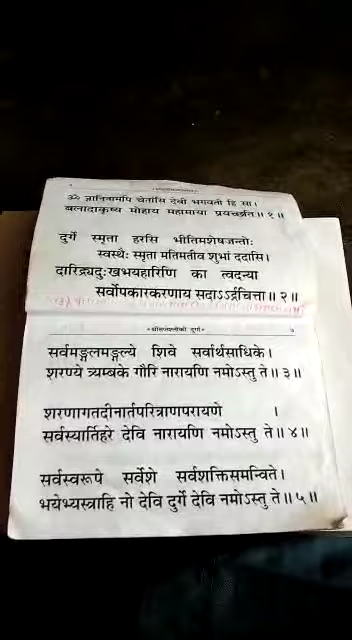 ॐ ज्ञानिनामपि चेतांसि देवी भगवती हि सा।
बलादाकृष्य मोहाय महामाया प्रयच्छति॥१॥
दुर्गे स्मृता हरसि भीतिमशेषजन्तोः
स्वस्थैः स्मृता मतिमतीव शुभां ददासि।
दारिद्र्यदुःखभयहारिणि का त्वदन्या
सर्वोपकारकरणाय सदाऽऽर्द्रचित्ता॥२॥
७
सर्वमङ्गलमङ्गल्ये शिवे सर्वार्थसाधिके।
शरण्ये त्र्यम्बके गौरि नारायणि नमोऽस्तु ते॥३॥
शरणागतदीनार्तपरित्राणपरायणे ।
सर्वस्यार्तिहरे देवि नारायणि नमोऽस्तु ते॥४॥
सर्वस्वरूपे सर्वेशे सर्वशक्तिसमन्विते।
भयेभ्यस्त्राहि नो देवि दुर्गे देवि नमोऽस्तु ते॥५॥